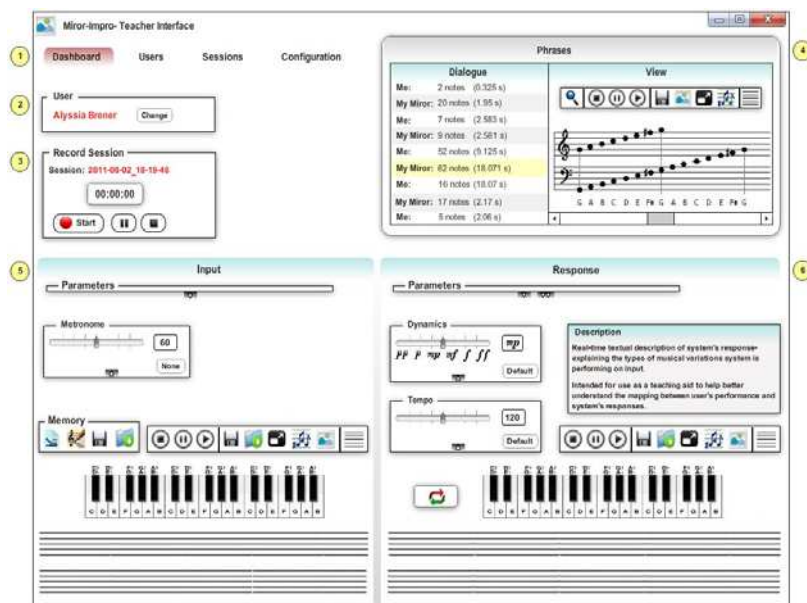 Miror-Impro- Teacher Interface
1
Dashboard Users Sessions Configuration
2
User
Alyssia Brener Change
3
Record Session
Session: 2011-06-02_18-19-46
00:00:00
Start
4
Phrases
Dialogue
Me: 2 notes (0.325 s)
My Miror: 20 notes (1.95 s)
Me: 7 notes (2.583 s)
My Miror: 9 notes (2.561 s)
Me: 52 notes (9.125 s)
My Miror: 62 notes (18.071 s)
Me: 16 notes (18.07 s)
My Miror: 17 notes (2.17 s)
Me: 5 notes (2.06 s)
View
G A B C D E F# G A B C D E F# G
5
Input
Parameters
Metronome
60
None
Memory
C D E F G A B C D E F G A B C D E F G A B
6
Response
Parameters
Dynamics
pp p mp mf f ff mp
Default
Tempo
120
Default
Description
Real-time textual description of system's response-
explaining the types of musical variations system is
performing on input.
Intended for use as a teaching aid to help better
understand the mapping between user's performance and
system's responses.
C D E F G A B C D E F G A B C D E F G A B